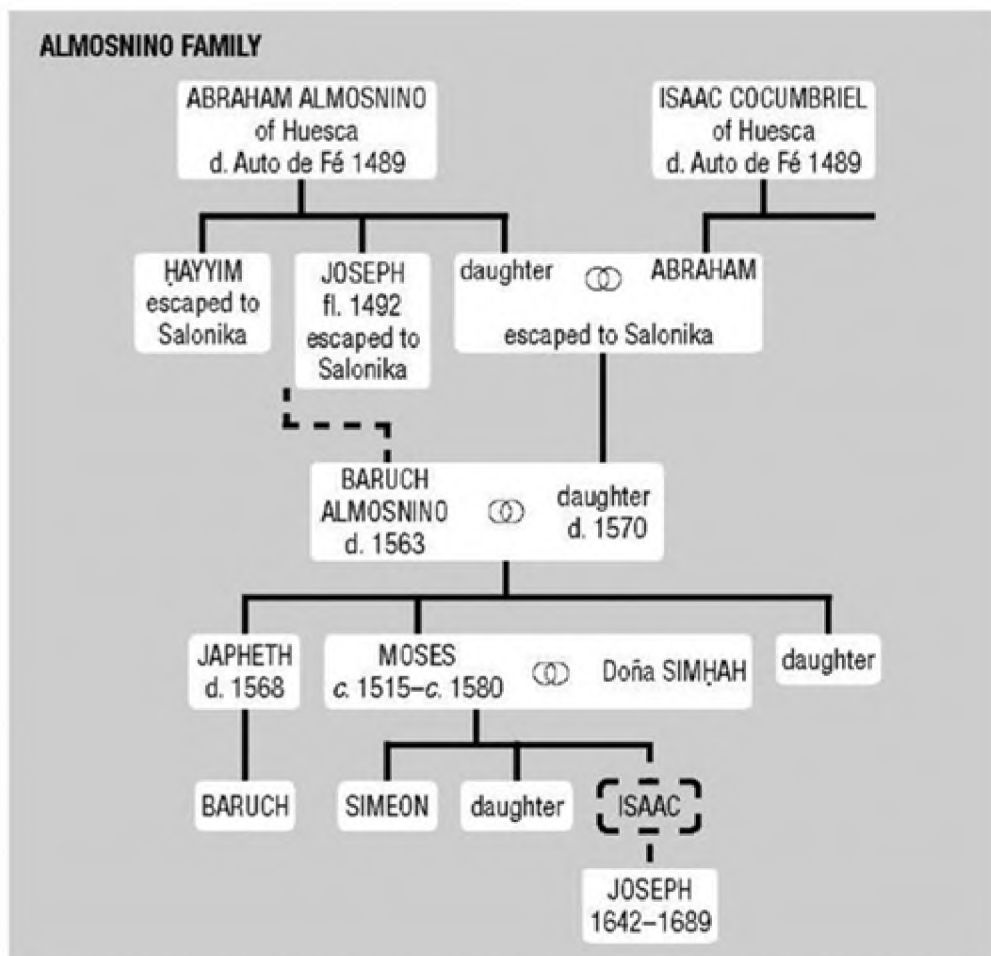 ALMOSNINO FAMILY
ABRAHAM ALMOSNINO
of Huesca
d. Auto de Fé 1489
ISAAC COCUMBRIEL
of Huesca
d. Auto de Fé 1489
ḤAYYIM
escaped to
Salonika
JOSEPH
fl. 1492
escaped to
Salonika
daughter
ABRAHAM
escaped to Salonika
BARUCH
ALMOSNINO
d. 1563
daughter
d. 1570
JAPHETH
d. 1568
MOSES
c. 1515–c. 1580
Doña SIMḤAH
daughter
BARUCH
SIMEON
daughter
ISAAC
JOSEPH
1642–1689